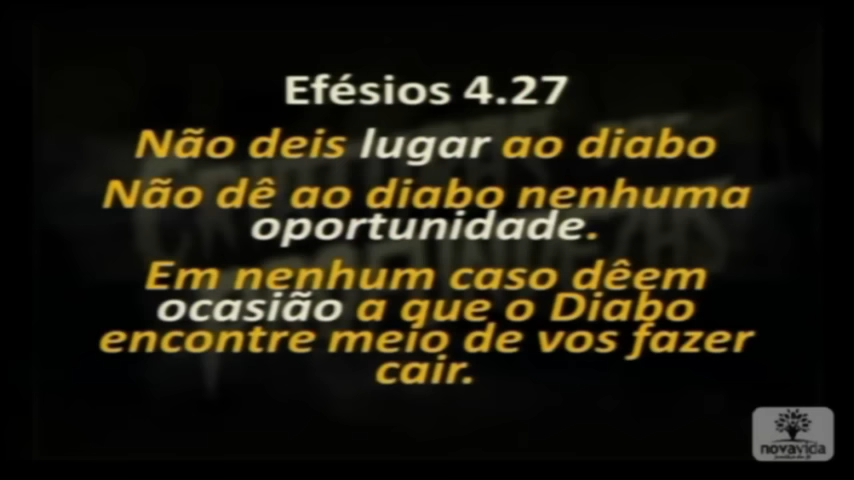 Efésios 4.27
Não deis lugar ao diabo
Não dê ao diabo nenhuma
oportunidade.
Em nenhum caso dêem
ocasião a que o Diabo
encontre meio de vos fazer
cair.
novavida